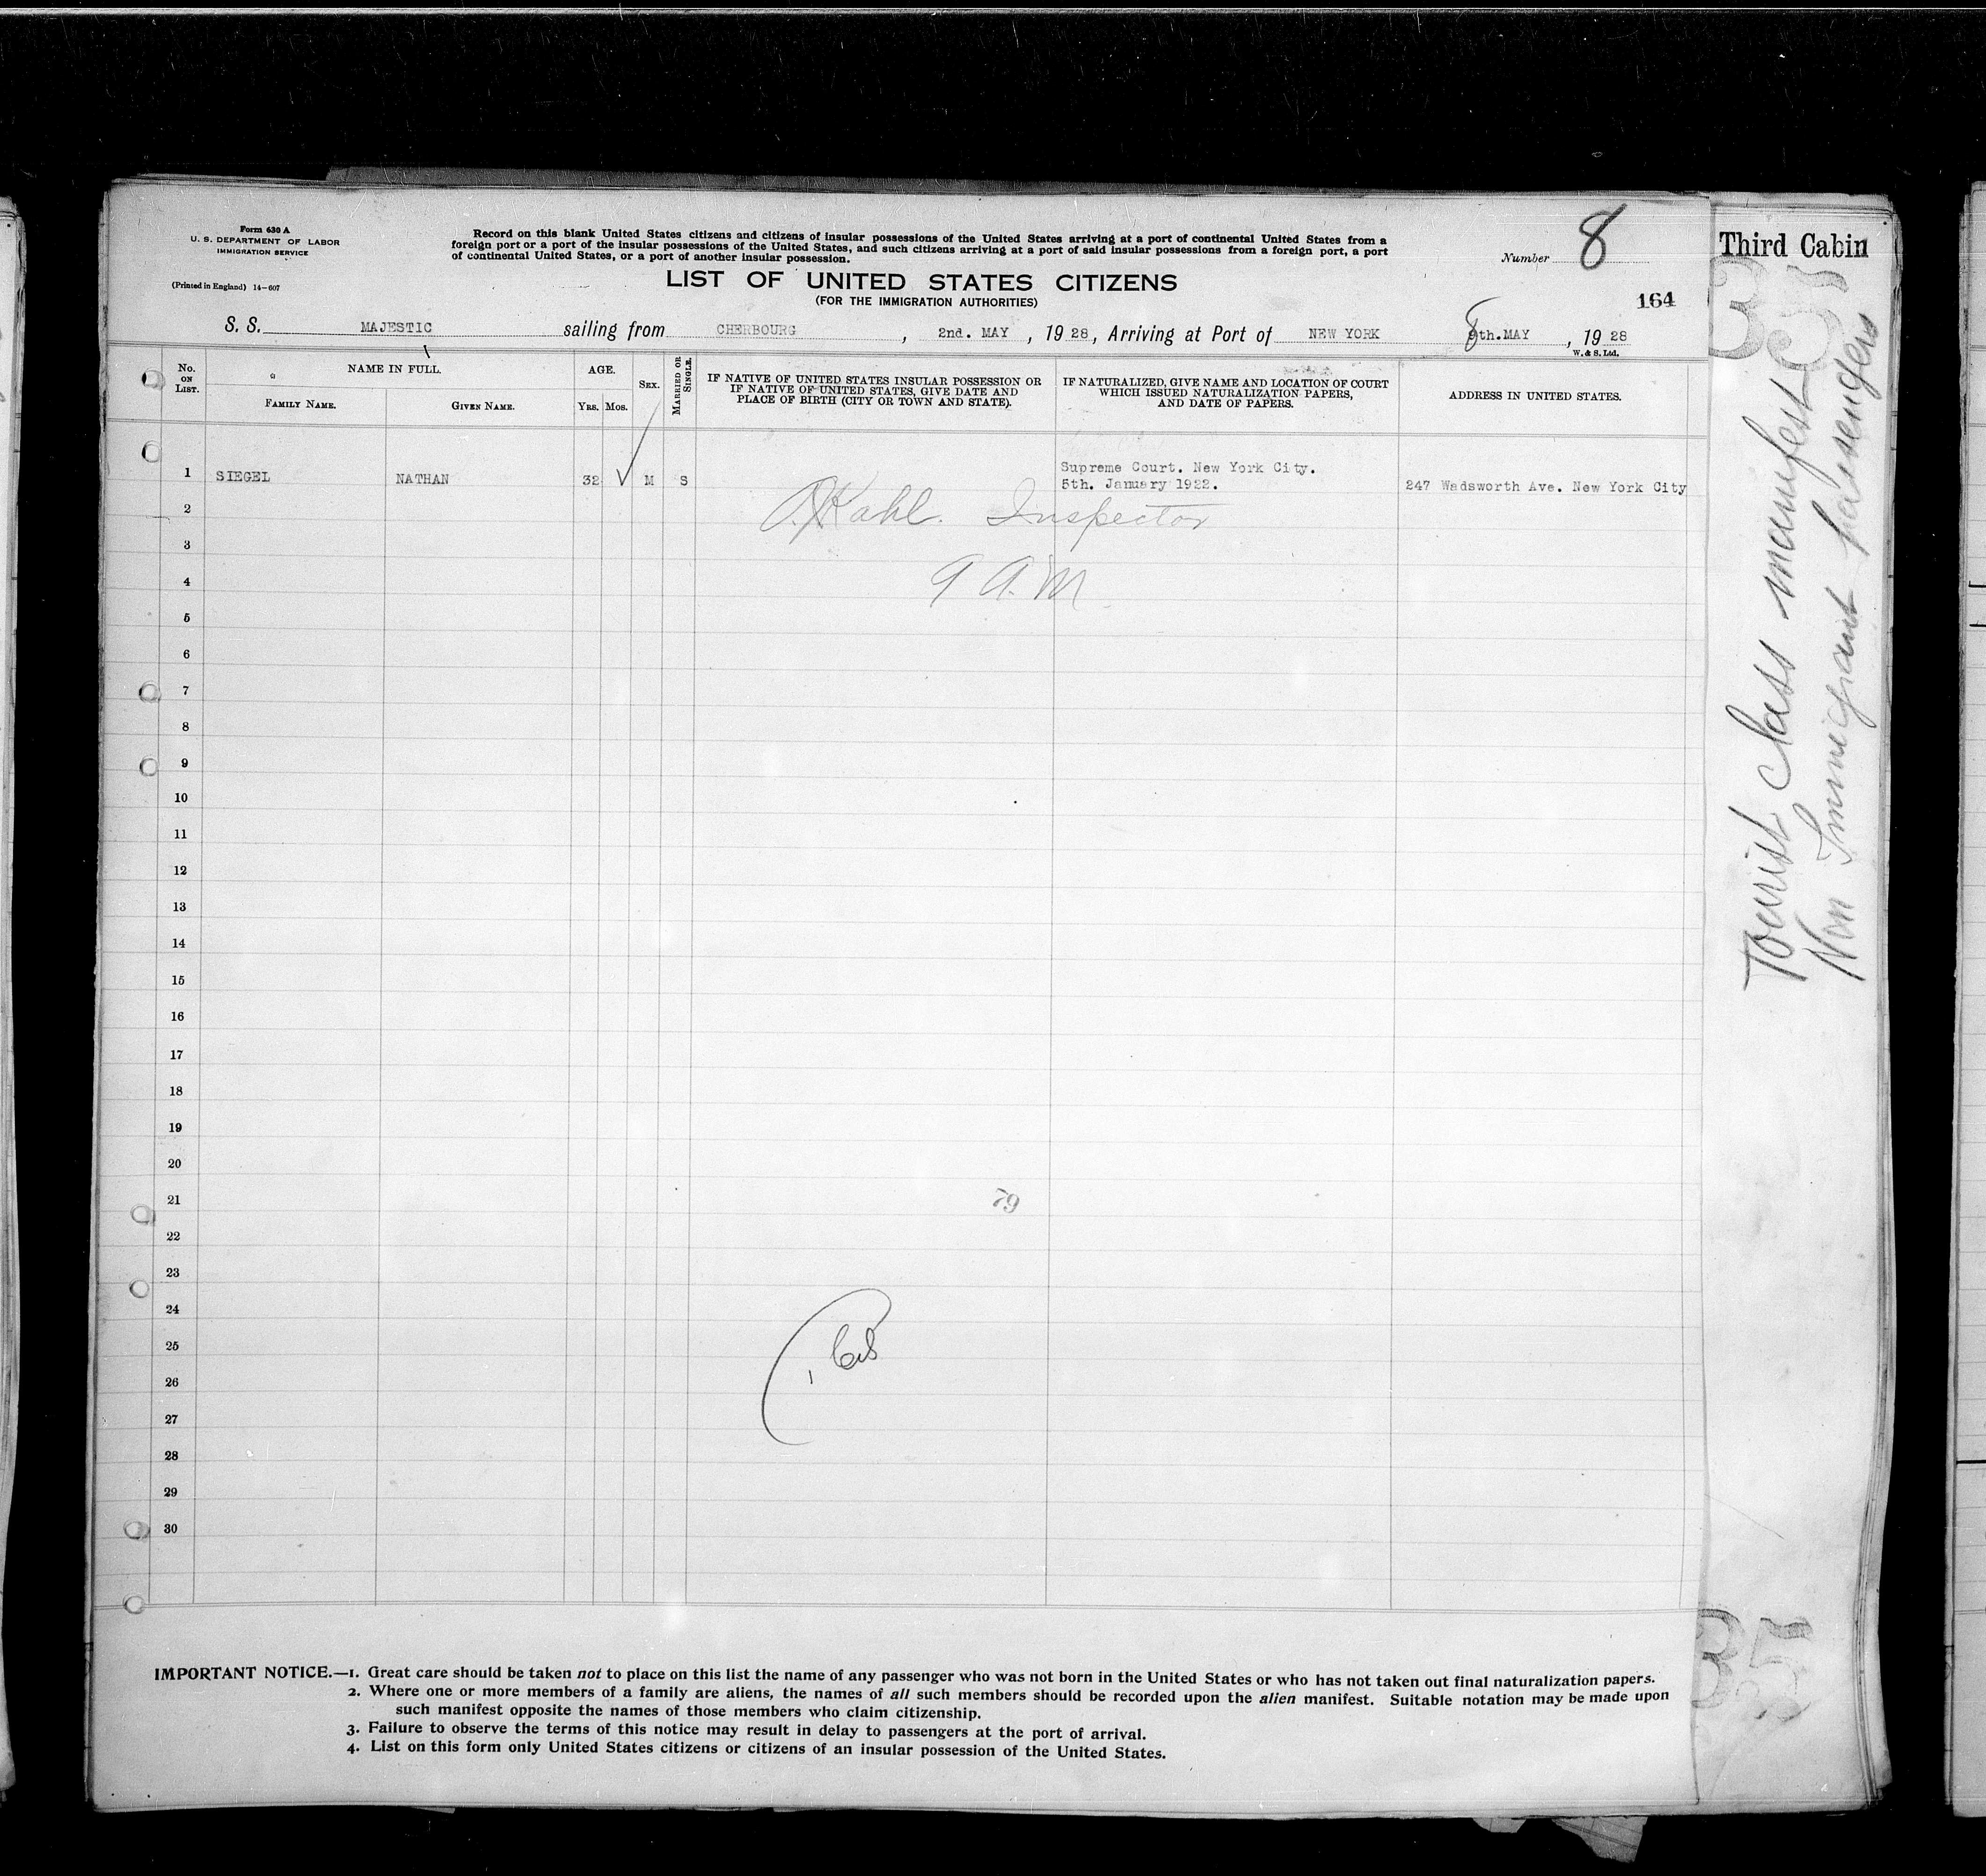 Form 630 A
U. S. DEPARTMENT OF LABOR
IMMIGRATION SERVICE
(Printed in England) 14-607
Record on this blank United States citizens and citizens of insular possessions of the United States arriving at a port of continental United States from a
foreign port or a port of the insular possessions of the United States, and such citizens arriving at a port of said insular possessions from a foreign port, a port
of continental United States, or a port of another insular possession.
LIST OF UNITED STATES CITIZENS
(FOR THE IMMIGRATION AUTHORITIES)
Number 8
164
Third Cabin
S. S. MAJESTIC sailing from CHERBOURG, 2nd. MAY, 1928, Arriving at Port of NEW YORK 8th.MAY, 1928
W. & S. Ltd.
No. ON LIST.
NAME IN FULL.
FAMILY NAME.
GIVEN NAME.
AGE.
YRS.
MOS.
SEX.
MARRIED OR SINGLE.
IF NATIVE OF UNITED STATES INSULAR POSSESSION OR
IF NATIVE OF UNITED STATES, GIVE DATE AND
PLACE OF BIRTH (CITY OR TOWN AND STATE).
IF NATURALIZED, GIVE NAME AND LOCATION OF COURT
WHICH ISSUED NATURALIZATION PAPERS,
AND DATE OF PAPERS.
ADDRESS IN UNITED STATES.
1 SIEGEL NATHAN 32 M S
Supreme Court. New York City.
5th. January 1922.
247 Wadsworth Ave. New York City
2
Kahl. Inspector
3
4
9 A.M.
5
6
7
8
9
10
11
12
13
14
15
16
17
18
19
20
21
79
22
23
24
25
26
27
28
29
30
Tourist Class manifest
Non Immigrant passengers
35
IMPORTANT NOTICE.—1. Great care should be taken not to place on this list the name of any passenger who was not born in the United States or who has not taken out final naturalization papers.
2. Where one or more members of a family are aliens, the names of all such members should be recorded upon the alien manifest. Suitable notation may be made upon
such manifest opposite the names of those members who claim citizenship.
3. Failure to observe the terms of this notice may result in delay to passengers at the port of arrival.
4. List on this form only United States citizens or citizens of an insular possession of the United States.